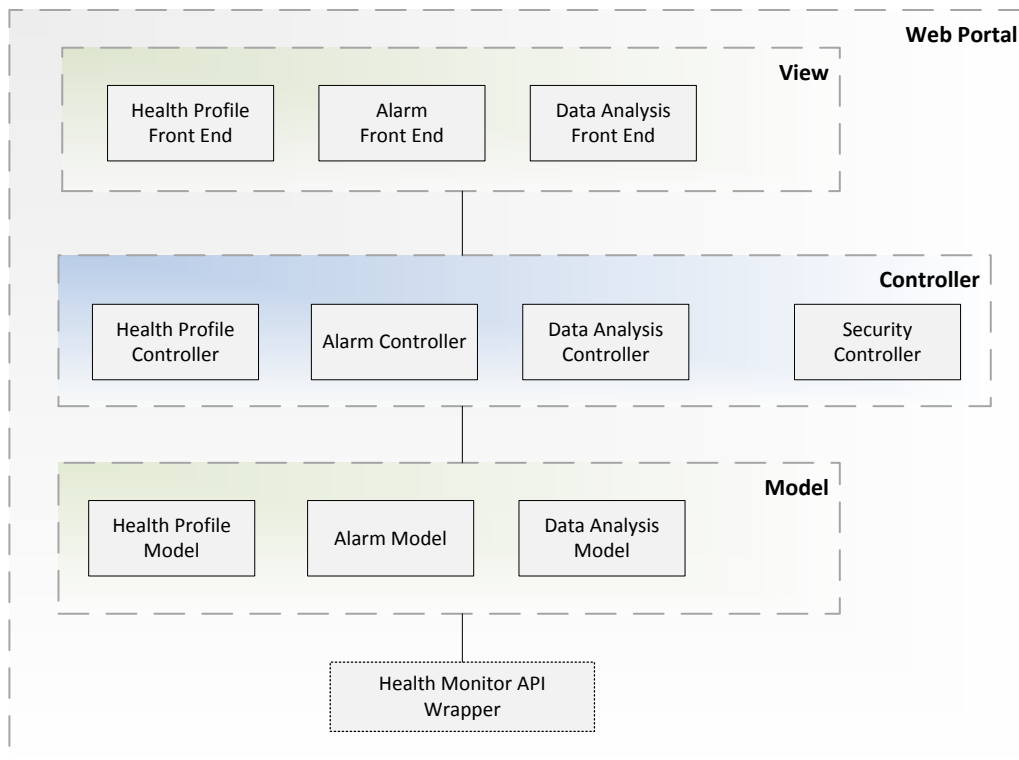 Web Portal
View
Health Profile
Front End
Alarm
Front End
Data Analysis
Front End
Controller
Health Profile
Controller
Alarm Controller
Data Analysis
Controller
Security
Controller
Model
Health Profile
Model
Alarm Model
Data Analysis
Model
Health Monitor API
Wrapper